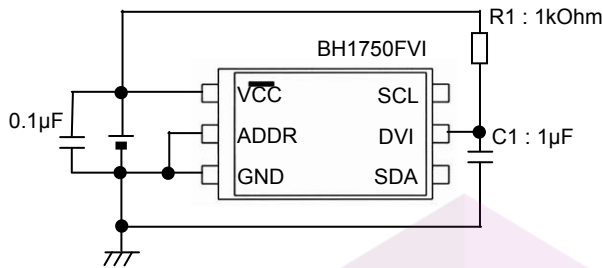 R1 : 1kOhm
BH1750FVI
VCC SCL
0.1µF
ADDR DVI C1 : 1µF
GND SDA